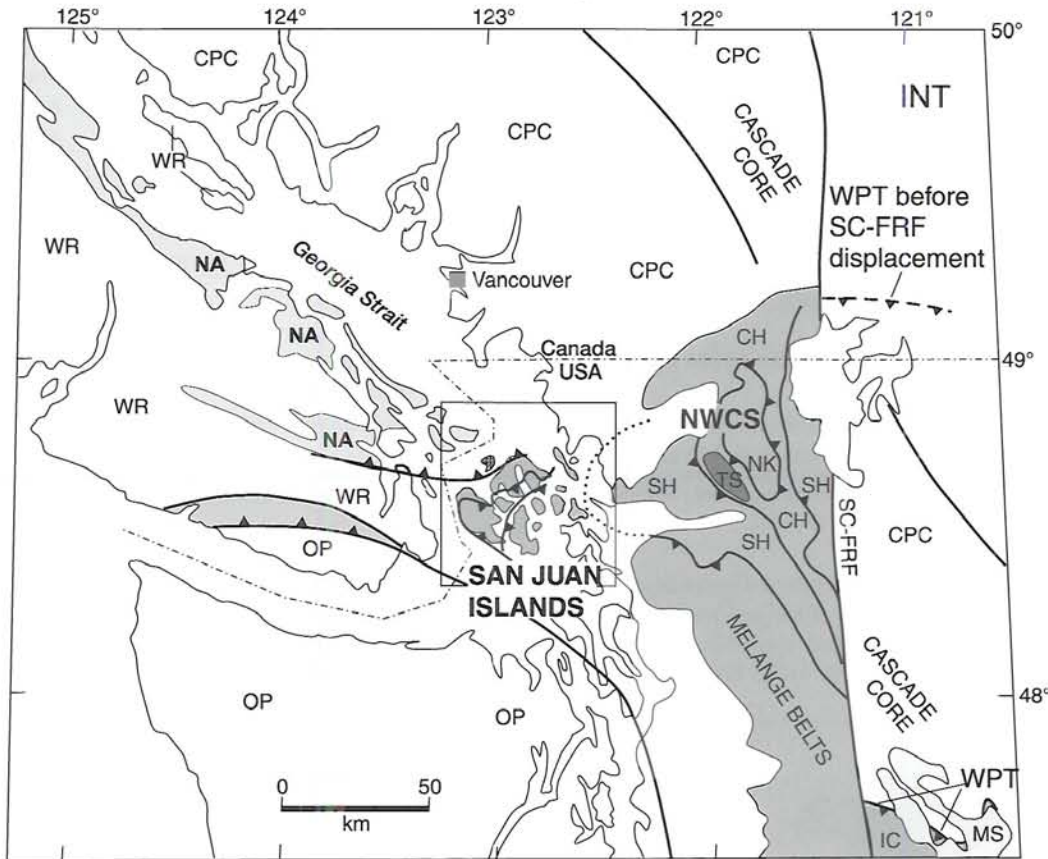 125°
124°
123°
122°
121°
50°
CPC
CPC
INT
WR
CPC
CASCADE
CORE
WPT before
SC-FRF
displacement
WR
NA
Georgia Strait
Vancouver
CPC
NA
CH
Canada
USA
49°
WR
NWCS
NA
NK
TS
SH
SH
WR
CH
SC-FRF
CPC
SH
OP
SAN JUAN
ISLANDS
MELANGE BELTS
CASCADE
CORE
48°
OP
OP
0
50
km
WPT
IC
MS